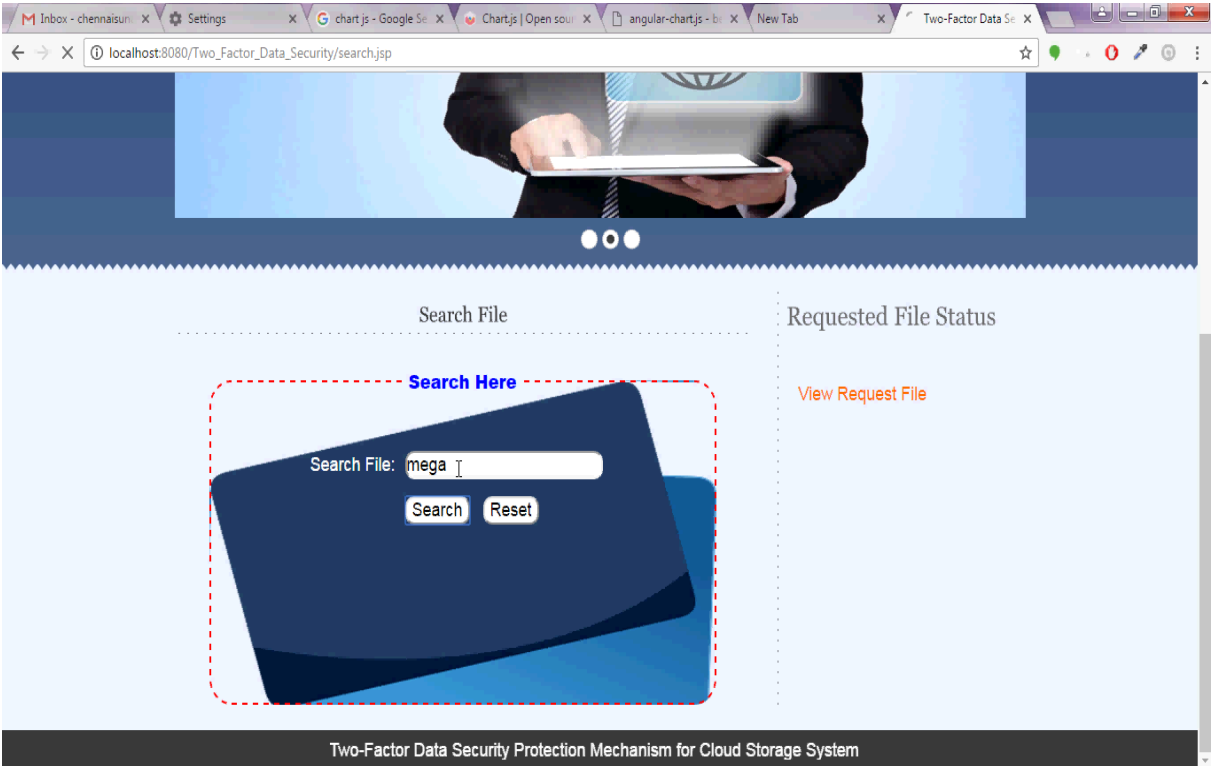 Inbox - chennaisun
Settings
chart js - Google S
Chart.js | Open sour
angular-chart.js - b
New Tab
Two-Factor Data Se
localhost:8080/Two_Factor_Data_Security/search.jsp
Search File
Requested File Status
Search Here
View Request File
Search File: mega
Search Reset
Two-Factor Data Security Protection Mechanism for Cloud Storage System